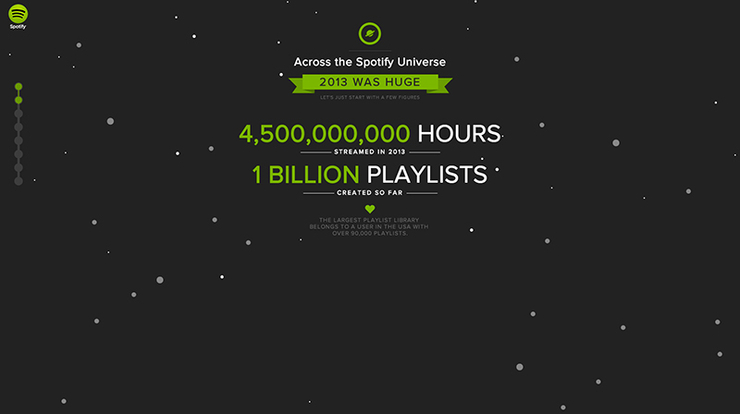 Spotify
Across the Spotify Universe
2013 WAS HUGE
LET'S JUST START WITH A FEW FIGURES
4,500,000,000 HOURS
STREAMED IN 2013
1 BILLION PLAYLISTS
CREATED SO FAR
THE LARGEST PLAYLIST LIBRARY
BELONGS TO A USER IN THE USA WITH
OVER 90,000 PLAYLISTS.